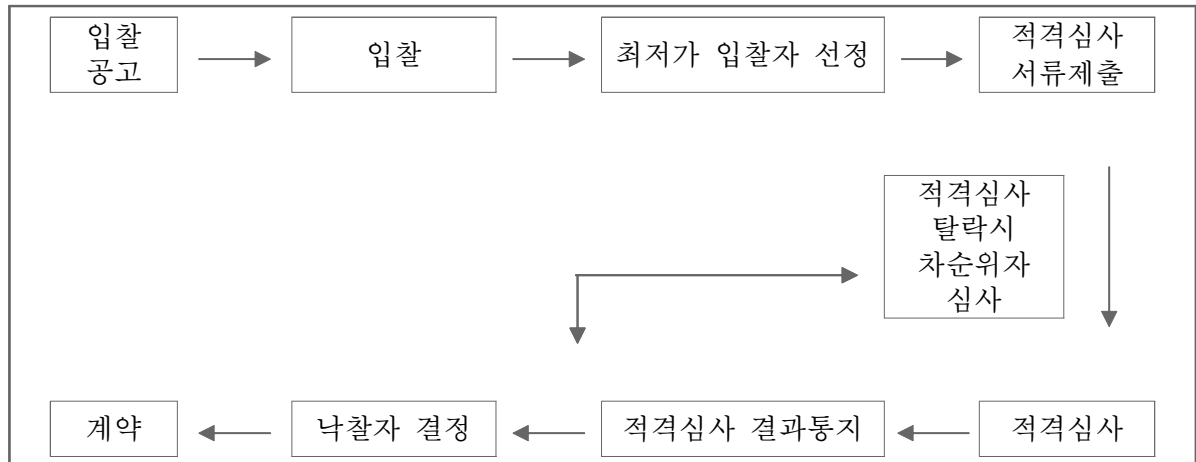 입찰
공고
입찰
최저가 입찰자 선정
적격심사
서류제출
적격심사
탈락시
차순위자
심사
계약
낙찰자 결정
적격심사 결과통지
적격심사